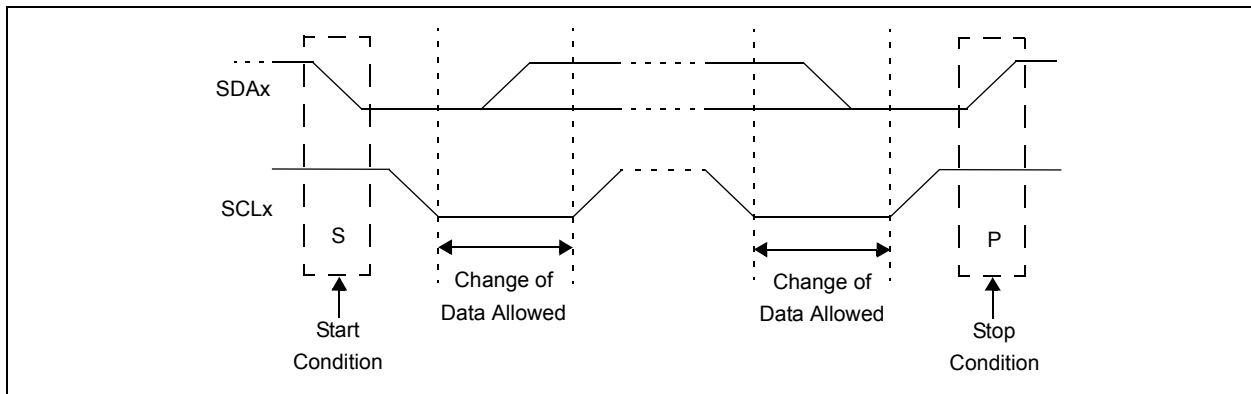 SDAx
SCLx
S
P
Change of
Data Allowed
Change of
Data Allowed
Start
Condition
Stop
Condition